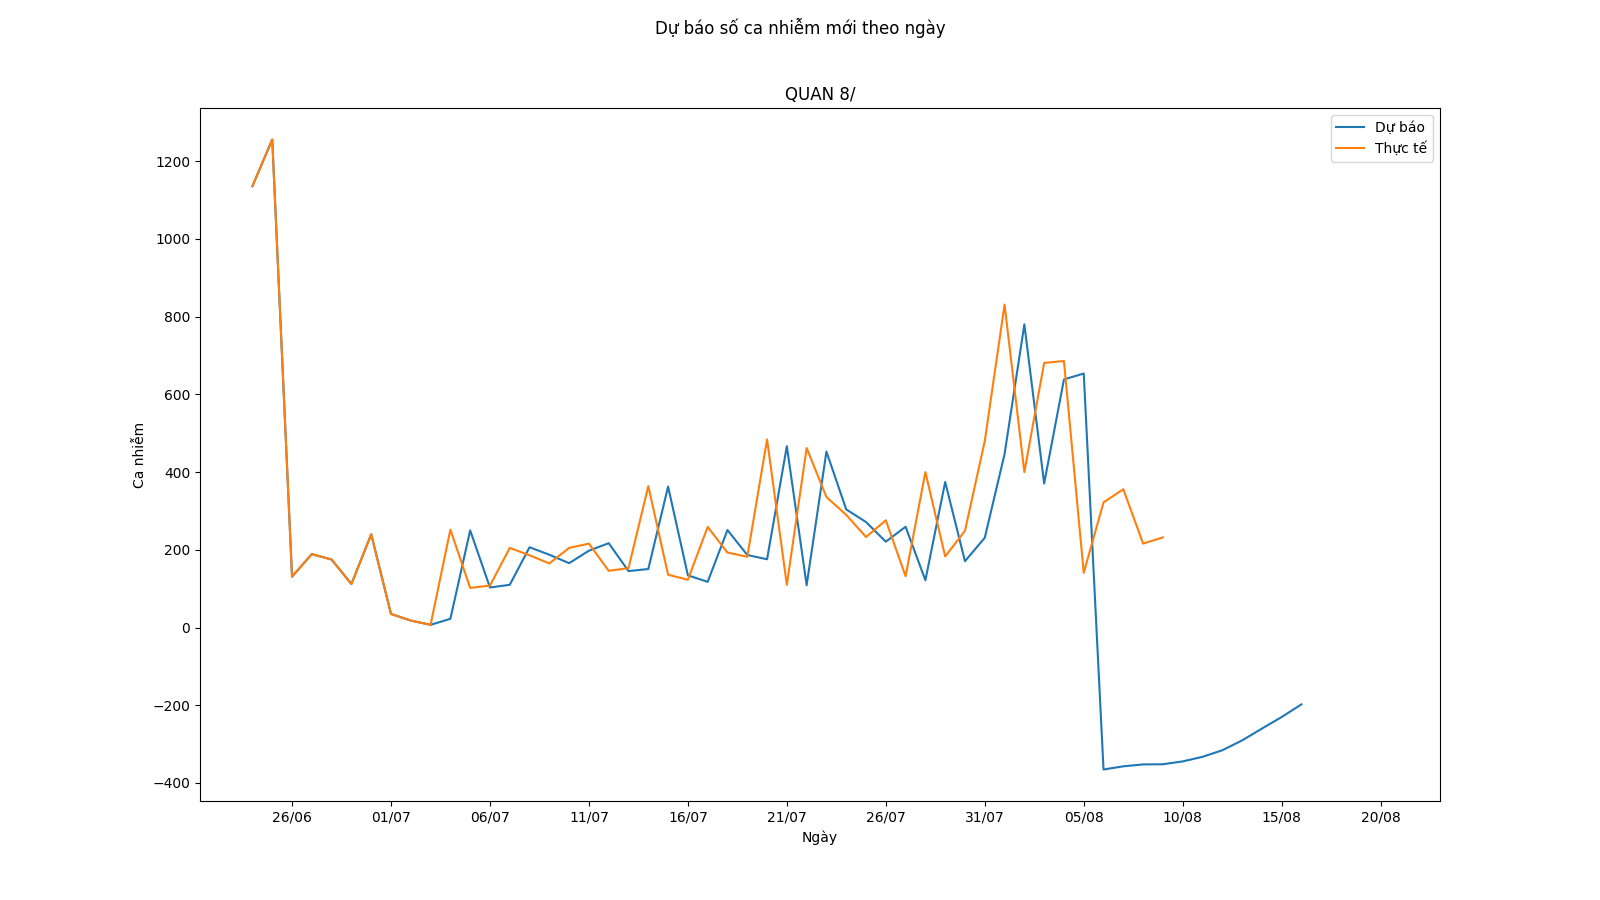 Dự báo số ca nhiễm mới theo ngày
QUAN 8/
Dự báo
Thực tế
1200
1000
800
600
400
200
0
−200
−400
Ca nhiễm
26/06 01/07 06/07 11/07 16/07 21/07 26/07 31/07 05/08 10/08 15/08 20/08
Ngày